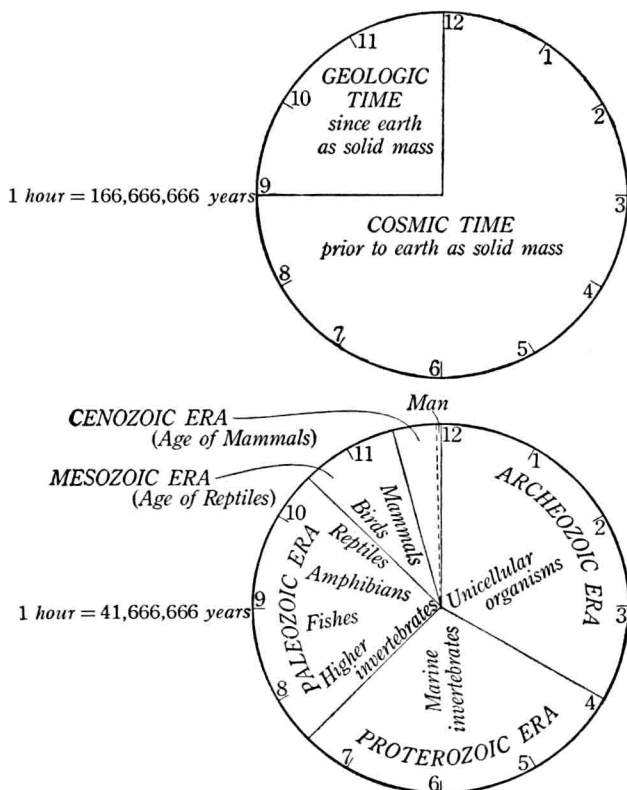 12
11
1
GEOLOGIC
TIME
since earth
as solid mass
10
2
1 hour = 166,666,666 years
9
3
COSMIC TIME
prior to earth as solid mass
8
4
7
5
6
Man
CENOZOIC ERA
(Age of Mammals)
12
11
1
MESOZOIC ERA
(Age of Reptiles)
10
2
ARCHEOZOIC ERA
Mammals
Birds
Reptiles
Amphibians
Unicellular
organisms
1 hour = 41,666,666 years
9
3
PALEOZOIC ERA
Fishes
Higher
invertebrates
Marine
invertebrates
8
4
PROTEROZOIC ERA
7
5
6